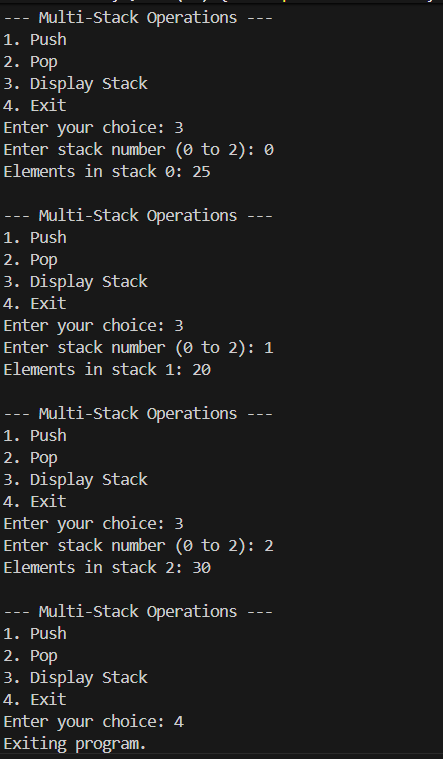 --- Multi-Stack Operations ---
1. Push
2. Pop
3. Display Stack
4. Exit
Enter your choice: 3
Enter stack number (0 to 2): 0
Elements in stack 0: 25
--- Multi-Stack Operations ---
1. Push
2. Pop
3. Display Stack
4. Exit
Enter your choice: 3
Enter stack number (0 to 2): 1
Elements in stack 1: 20
--- Multi-Stack Operations ---
1. Push
2. Pop
3. Display Stack
4. Exit
Enter your choice: 3
Enter stack number (0 to 2): 2
Elements in stack 2: 30
--- Multi-Stack Operations ---
1. Push
2. Pop
3. Display Stack
4. Exit
Enter your choice: 4
Exiting program.